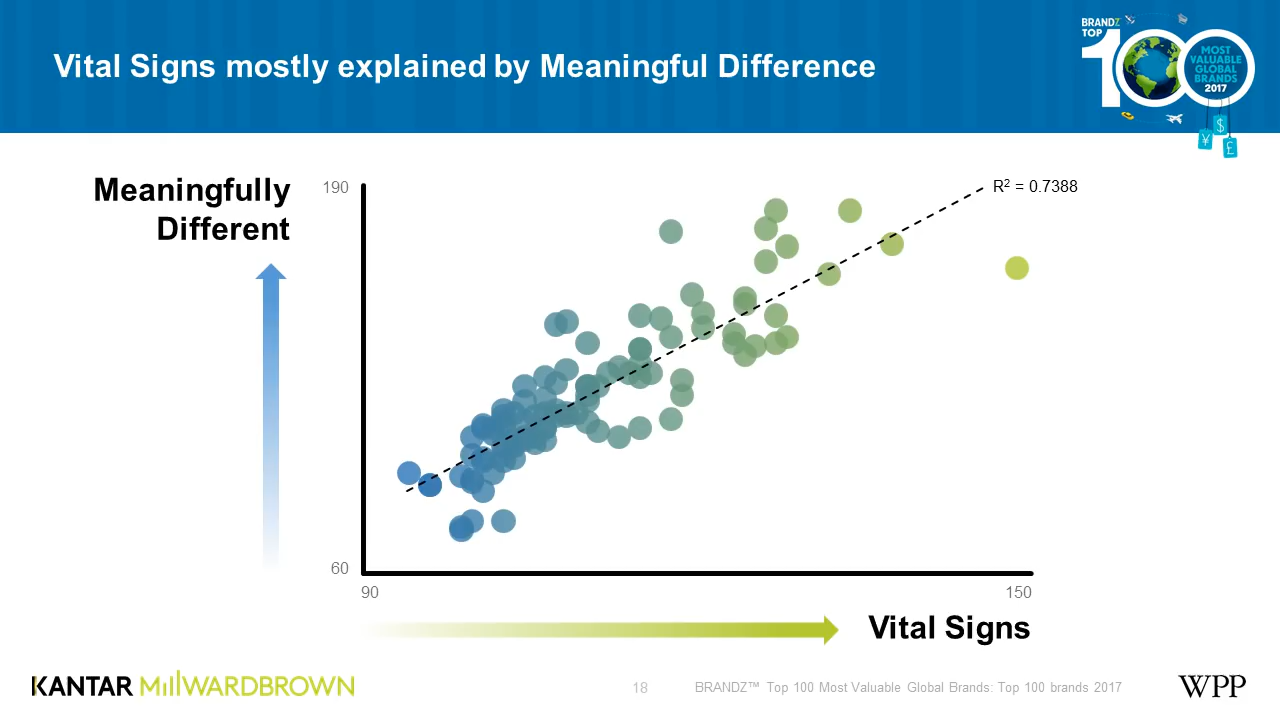 Vital Signs mostly explained by Meaningful Difference
BRANDZ
TOP
100
MOST
VALUABLE
GLOBAL
BRANDS
2017
¥ $ £
Meaningfully
Different
190
R² = 0.7388
60
90
150
Vital Signs
KANTAR MillWARDBROWN
18
BRANDZ™ Top 100 Most Valuable Global Brands: Top 100 brands 2017
WPP